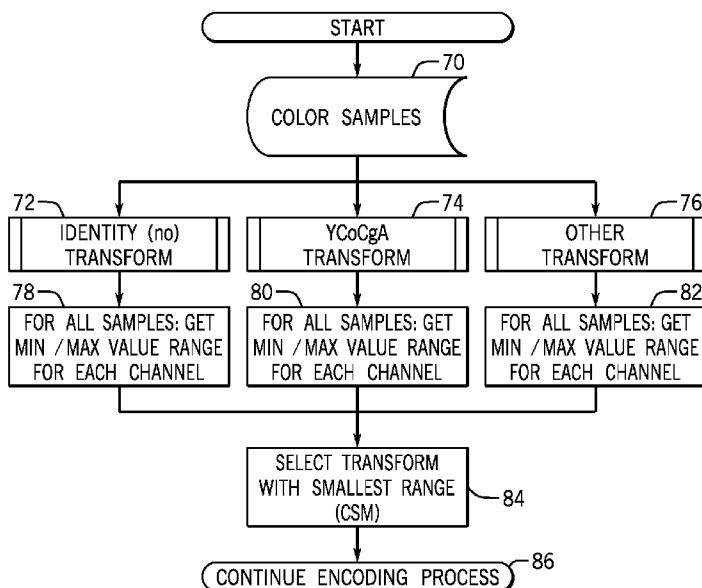 START
70
COLOR SAMPLES
72
IDENTITY (no)
TRANSFORM
74
YCoCgA
TRANSFORM
76
OTHER
TRANSFORM
78
FOR ALL SAMPLES: GET
MIN / MAX VALUE RANGE
FOR EACH CHANNEL
80
FOR ALL SAMPLES: GET
MIN / MAX VALUE RANGE
FOR EACH CHANNEL
82
FOR ALL SAMPLES: GET
MIN / MAX VALUE RANGE
FOR EACH CHANNEL
SELECT TRANSFORM
WITH SMALLEST RANGE
(CSM)
84
86
CONTINUE ENCODING PROCESS